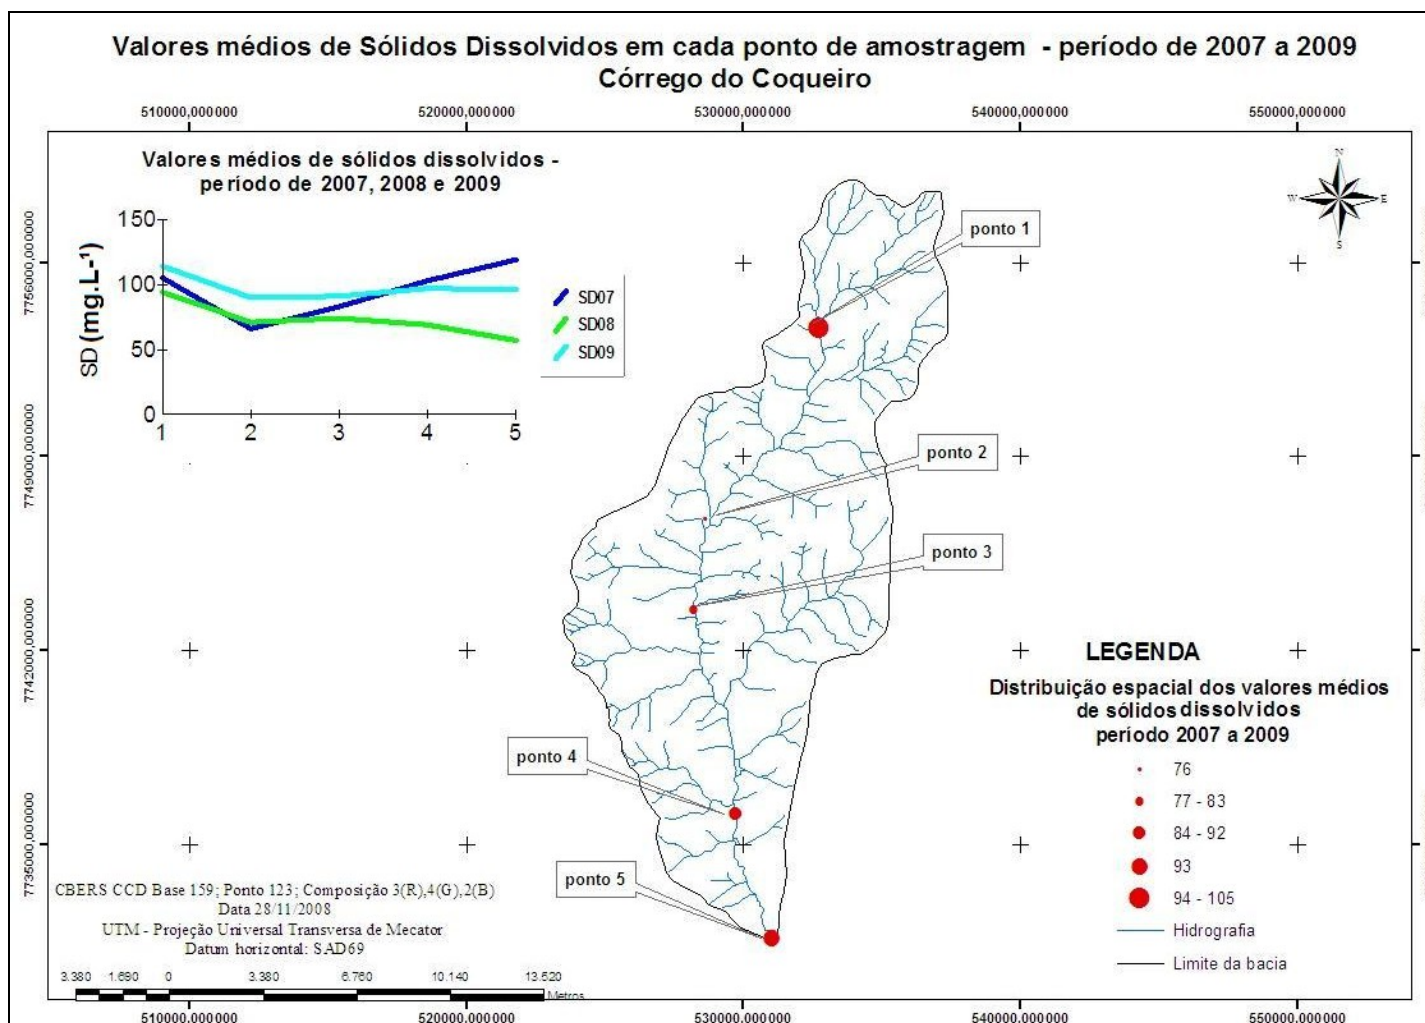 Valores médios de Sólidos Dissolvidos em cada ponto de amostragem - período de 2007 a 2009
Córrego do Coqueiro
510000,000000 520000,000000 530000,000000 540000,000000 550000,000000
Valores médios de sólidos dissolvidos -
período de 2007, 2008 e 2009
SD (mg.L-¹)
150
100
50
0
1 2 3 4 5
SD07
SD08
SD09
N
W E
S
7756000,000000
7749000,000000
7742000,000000
7735000,000000
ponto 1
ponto 2
ponto 3
ponto 4
ponto 5
LEGENDA
Distribuição espacial dos valores médios
de sólidos dissolvidos
período 2007 a 2009
76
77 - 83
84 - 92
93
94 - 105
Hidrografia
Limite da bacia
CBERS CCD Base 159; Ponto 123; Composição 3(R),4(G),2(B)
Data 28/11/2008
UTM - Projeção Universal Transversa de Mecator
Datum horizontal: SAD69
3.380 1.690 0 3.380 6.760 10.140 13.520
Metros
510000,000000 520000,000000 530000,000000 540000,000000 550000,000000